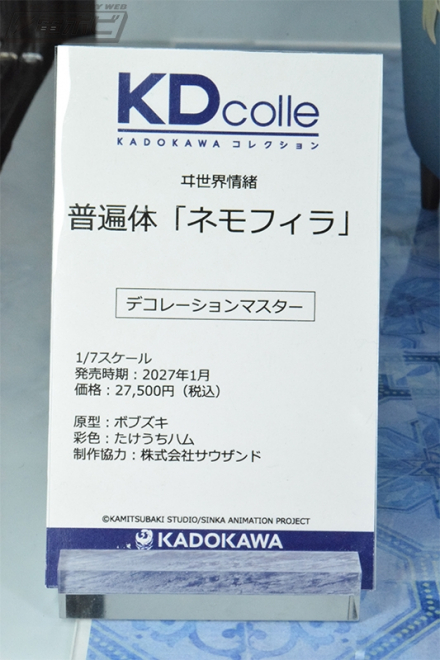 KDcolle
KADOKAWA コレクション
ヰ世界情緒
普遍体「ネモフィラ」
デコレーションマスター
1/7スケール
発売時期：2027年1月
価格：27,500円（税込）
原型：ボブズキ
彩色：たけうちハム
制作協力：株式会社サウザンド
©KAMITSUBAKI STUDIO/SINKA ANIMATION PROJECT
KADOKAWA